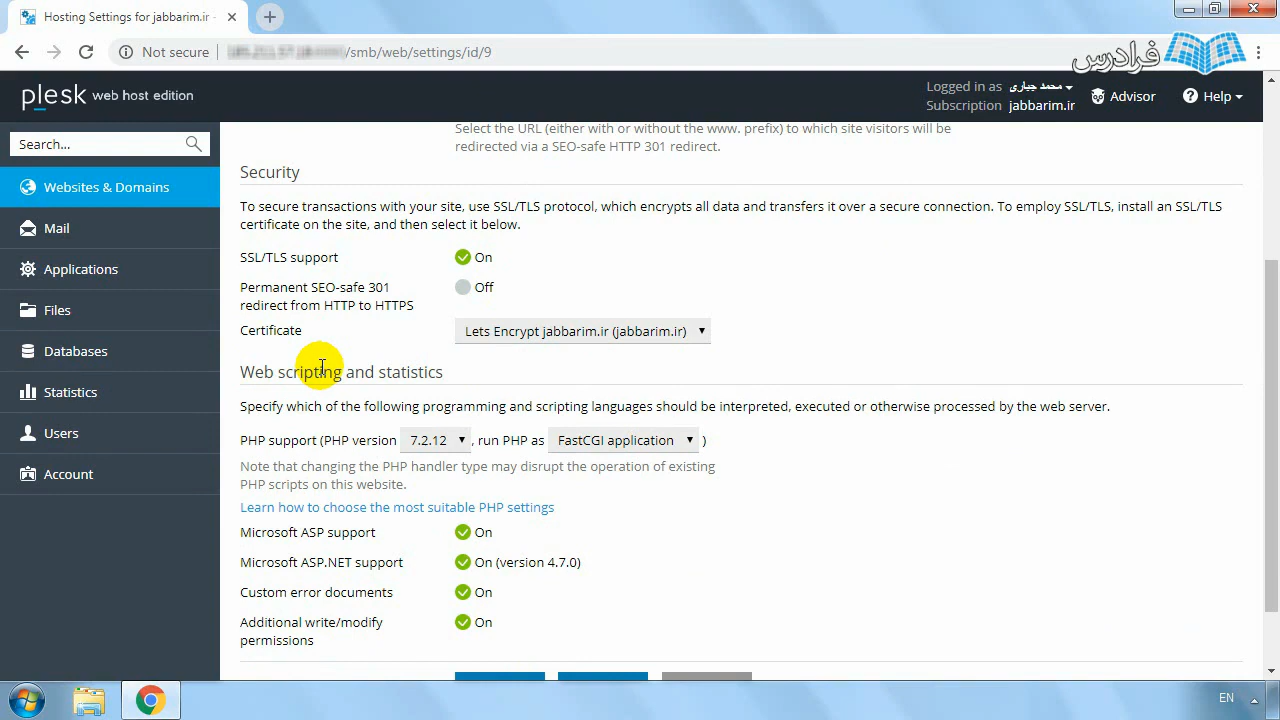 Hosting Settings for jabbarim.ir -
Not secure
/smb/web/settings/id/9
فرادرس
plesk web host edition
Logged in as محمد جباری
Subscription jabbarim.ir
Advisor
Help
Search...
Websites & Domains
Mail
Applications
Files
Databases
Statistics
Users
Account
Select the URL (either with or without the www. prefix) to which site visitors will be
redirected via a SEO-safe HTTP 301 redirect.
Security
To secure transactions with your site, use SSL/TLS protocol, which encrypts all data and transfers it over a secure connection. To employ SSL/TLS, install an SSL/TLS
certificate on the site, and then select it below.
SSL/TLS support On
Permanent SEO-safe 301 Off
redirect from HTTP to HTTPS
Certificate Lets Encrypt jabbarim.ir (jabbarim.ir)
Web scripting and statistics
Specify which of the following programming and scripting languages should be interpreted, executed or otherwise processed by the web server.
PHP support (PHP version 7.2.12 , run PHP as FastCGI application )
Note that changing the PHP handler type may disrupt the operation of existing
PHP scripts on this website.
Learn how to choose the most suitable PHP settings
Microsoft ASP support On
Microsoft ASP.NET support On (version 4.7.0)
Custom error documents On
Additional write/modify On
permissions
EN